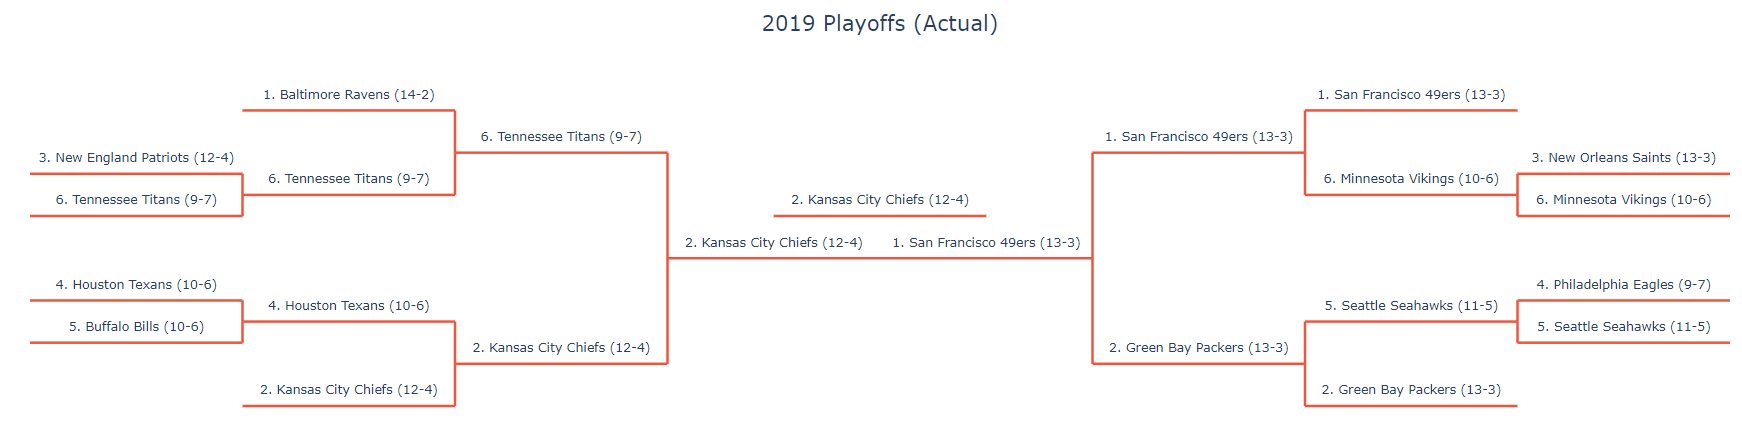 2019 Playoffs (Actual)
1. Baltimore Ravens (14-2)
1. San Francisco 49ers (13-3)
6. Tennessee Titans (9-7)
1. San Francisco 49ers (13-3)
3. New England Patriots (12-4)
3. New Orleans Saints (13-3)
6. Tennessee Titans (9-7)
6. Minnesota Vikings (10-6)
6. Tennessee Titans (9-7)
2. Kansas City Chiefs (12-4)
6. Minnesota Vikings (10-6)
2. Kansas City Chiefs (12-4)
1. San Francisco 49ers (13-3)
4. Houston Texans (10-6)
4. Philadelphia Eagles (9-7)
4. Houston Texans (10-6)
5. Seattle Seahawks (11-5)
5. Buffalo Bills (10-6)
5. Seattle Seahawks (11-5)
2. Kansas City Chiefs (12-4)
2. Green Bay Packers (13-3)
2. Kansas City Chiefs (12-4)
2. Green Bay Packers (13-3)